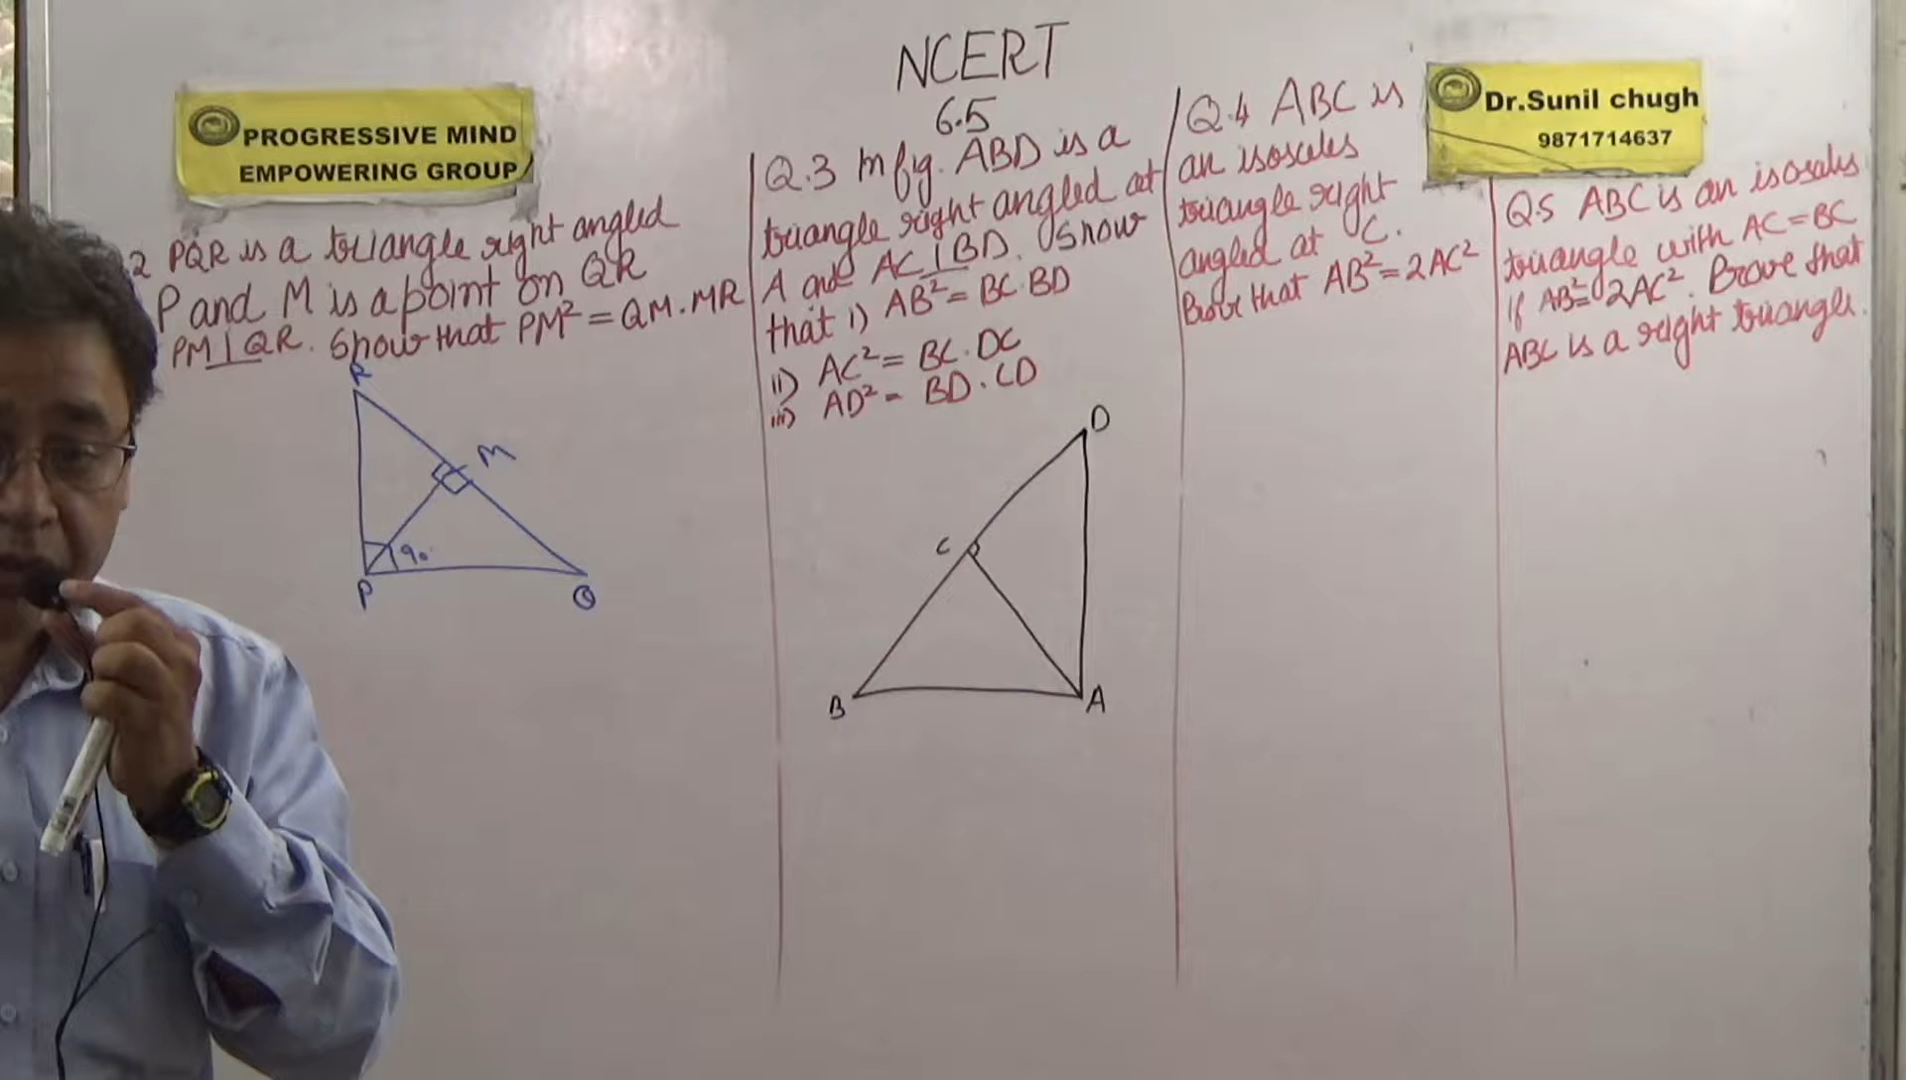 NCERT
6.5
PROGRESSIVE MIND
EMPOWERING GROUP
Dr.Sunil chugh
9871714637
.2 PQR is a triangle right angled
P and M is a point on QR
PM⊥QR. Show that PM² = QM.MR
R
M
90°
P
Q
Q.3 In fig. ABD is a
triangle right angled at
A and AC⊥BD. Show
that i) AB² = BC.BD
ii) AC² = BC.DC
iii) AD² = BD.CD
D
C
B
A
Q.4 ABC is
an isosceles
triangle right
angled at C.
Prove that AB² = 2AC²
Q.5 ABC is an isosceles
triangle with AC = BC
if AB² = 2AC². Prove that
ABC is a right triangle.